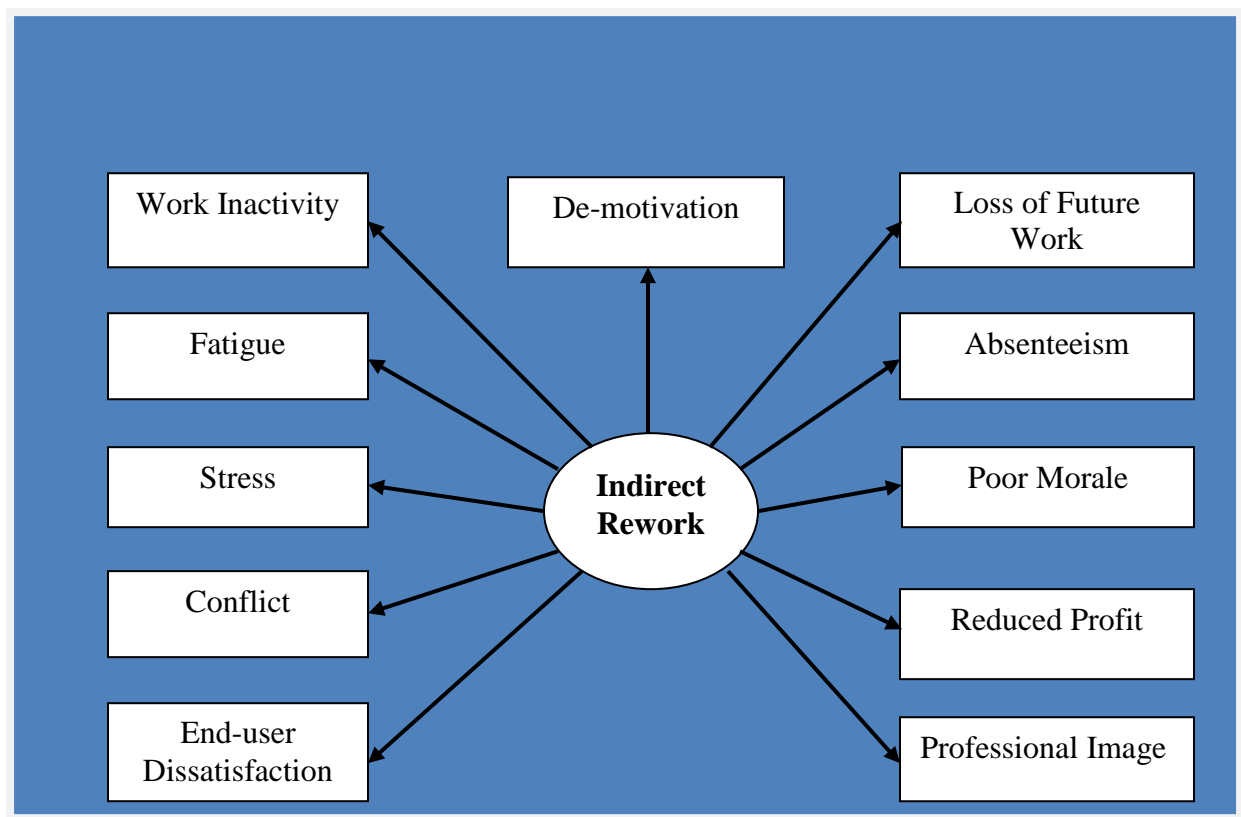 Work Inactivity
De-motivation
Loss of Future
Work
Fatigue
Absenteeism
Stress
Indirect
Rework
Poor Morale
Conflict
Reduced Profit
End-user
Dissatisfaction
Professional Image